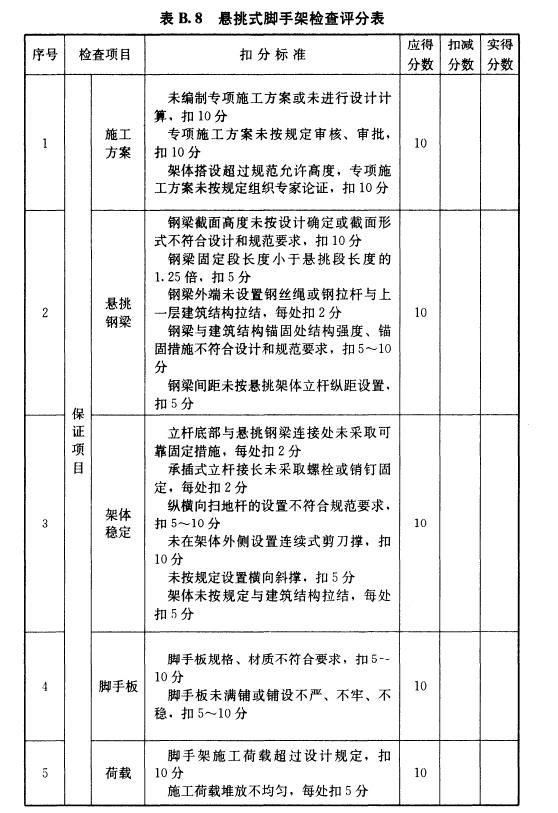 表 B.8 悬挑式脚手架检查评分表
序号 检查项目 扣分标准 应得分数 扣减分数 实得分数
保证项目
1 施工方案 10
未编制专项施工方案或未进行设计计
算，扣 10 分
专项施工方案未按规定审核、审批，
扣 10 分
架体搭设超过规范允许高度，专项施
工方案未按规定组织专家论证，扣 10 分
2 悬挑钢梁 10
钢梁截面高度未按设计确定或截面形
式不符合设计和规范要求，扣 10 分
钢梁固定段长度小于悬挑段长度的
1.25 倍，扣 5 分
钢梁外端未设置钢丝绳或钢拉杆与上
一层建筑结构拉结，每处扣 2 分
钢梁与建筑结构锚固处结构强度、锚
固措施不符合设计和规范要求，扣 5～10
分
钢梁间距未按悬挑架体立杆纵距设置，
扣 5 分
3 架体稳定 10
立杆底部与悬挑钢梁连接处未采取可
靠固定措施，每处扣 2 分
承插式立杆接长未采取螺栓或销钉固
定，每处扣 2 分
纵横向扫地杆的设置不符合规范要求，
扣 5～10 分
未在架体外侧设置连续式剪刀撑，扣
10 分
未按规定设置横向斜撑，扣 5 分
架体未按规定与建筑结构拉结，每处
扣 5 分
4 脚手板 10
脚手板规格、材质不符合要求，扣 5～
10 分
脚手板未满铺或铺设不严、不牢、不
稳，扣 5～10 分
5 荷载 10
脚手架施工荷载超过设计规定，扣
10 分
施工荷载堆放不均匀，每处扣 5 分